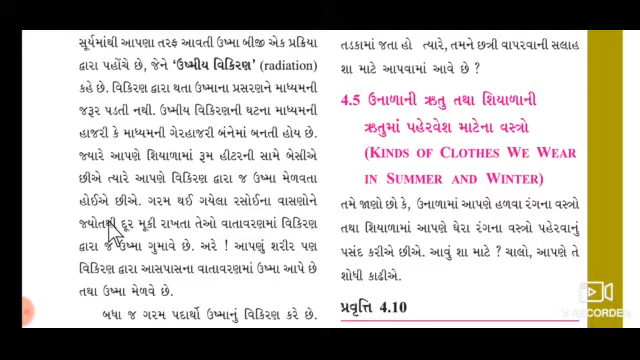 સૂર્યમાંથી આપણા તરફ આવતી ઉષ્મા બીજી એક પ્રક્રિયા
દ્વારા પહોંચે છે, જેને ‘ઉષ્મીય વિકિરણ’ (radiation)
કહે છે. વિકિરણ દ્વારા થતા ઉષ્માના પ્રસરણને માધ્યમની
જરૂર પડતી નથી. ઉષ્મીય વિકિરણની ઘટના માધ્યમની
હાજરી કે માધ્યમની ગેરહાજરી બંનેમાં બનતી હોય છે.
જ્યારે આપણે શિયાળામાં રૂમ હીટરની સામે બેસીએ
છીએ ત્યારે આપણે વિકિરણ દ્વારા જ ઉષ્મા મેળવતા
હોઈએ છીએ. ગરમ થઈ ગયેલા રસોઈના વાસણોને
જ્યોતથી દૂર મૂકી રાખતા તેઓ વાતાવરણમાં વિકિરણ
દ્વારા જ ઉષ્મા ગુમાવે છે. અરે ! આપણું શરીર પણ
વિકિરણ દ્વારા આસપાસના વાતાવરણમાં ઉષ્મા આપે છે
તથા ઉષ્મા મેળવે છે.
બધા જ ગરમ પદાર્થો ઉષ્માનું વિકિરણ કરે છે.
તડકામાં જતા હો ત્યારે, તમને છત્રી વાપરવાની સલાહ
શા માટે આપવામાં આવે છે ?
4.5 ઉનાળાની ઋતુ તથા શિયાળાની
ઋતુમાં પહેરવેશ માટેના વસ્ત્રો
(KINDS OF CLOTHES WE WEAR
IN SUMMER AND WINTER)
તમે જાણો છો કે, ઉનાળામાં આપણે હળવા રંગના વસ્ત્રો
તથા શિયાળામાં આપણે ઘેરા રંગના વસ્ત્રો પહેરવાનું
પસંદ કરીએ છીએ. આવું શા માટે ? ચાલો, આપણે તે
શોધી કાઢીએ.
પ્રવૃત્તિ 4.10
V RECORDER